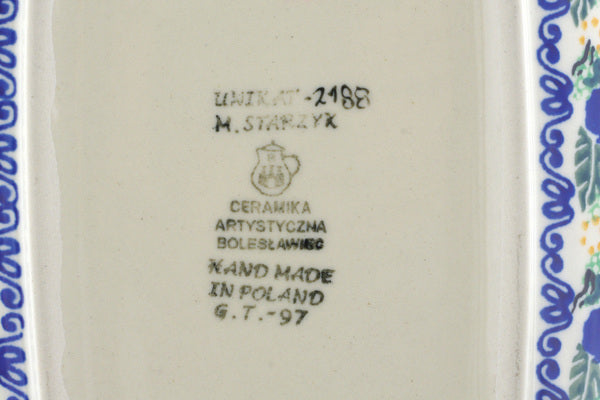 UNIKAT-2188
M. STARZYK
CERAMIKA
ARTYSTYCZNA
BOLESŁAWIEC
HAND MADE
IN POLAND
G.T.-97